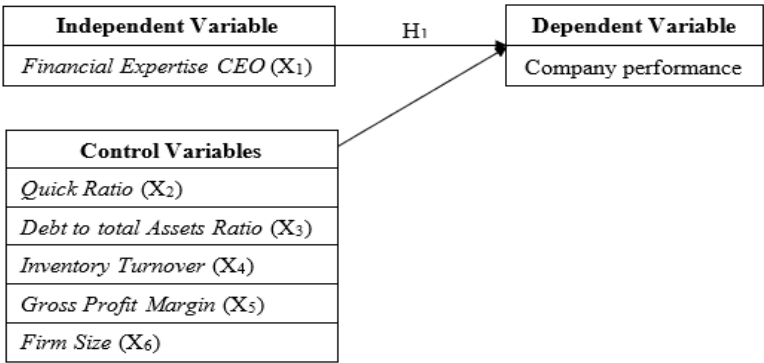 Independent Variable
Financial Expertise CEO (X₁)
H₁
Dependent Variable
Company performance
Control Variables
Quick Ratio (X₂)
Debt to total Assets Ratio (X₃)
Inventory Turnover (X₄)
Gross Profit Margin (X₅)
Firm Size (X₆)